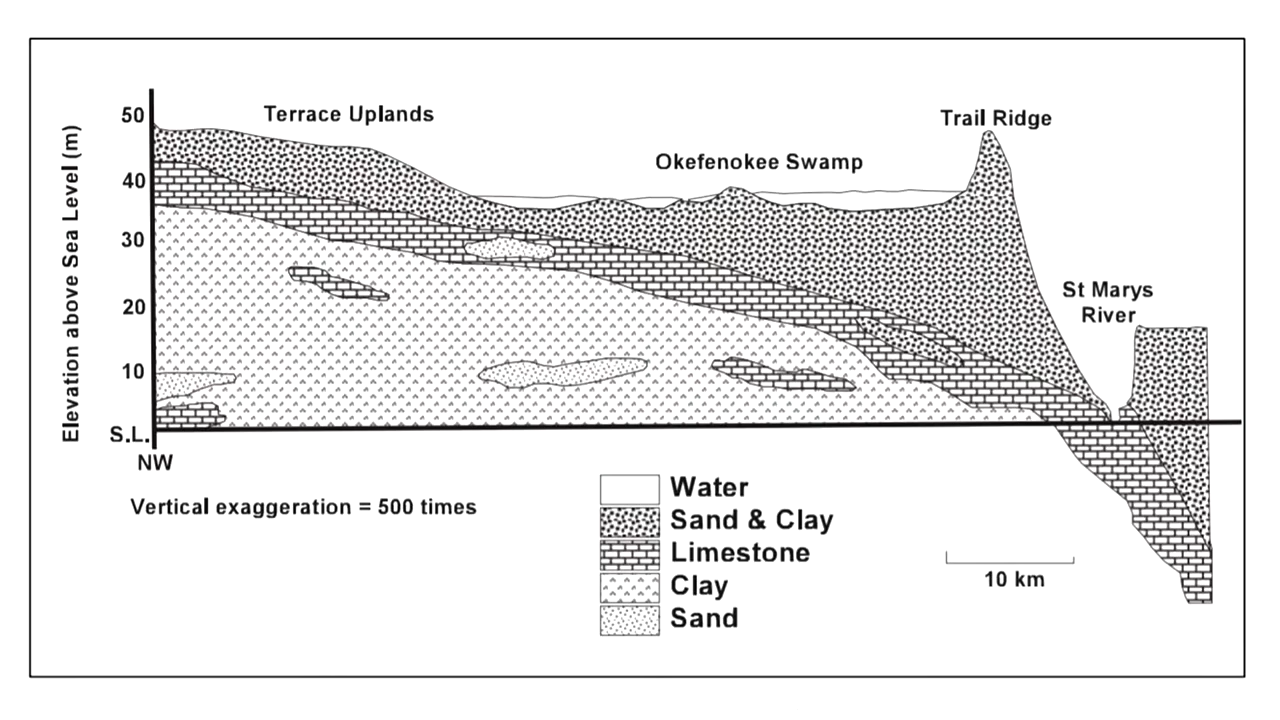 Terrace Uplands
Trail Ridge
Okefenokee Swamp
St Marys
River
Elevation above Sea Level (m)
50
40
30
20
10
S.L.
NW
Vertical exaggeration = 500 times
Water
Sand & Clay
Limestone
Clay
Sand
10 km